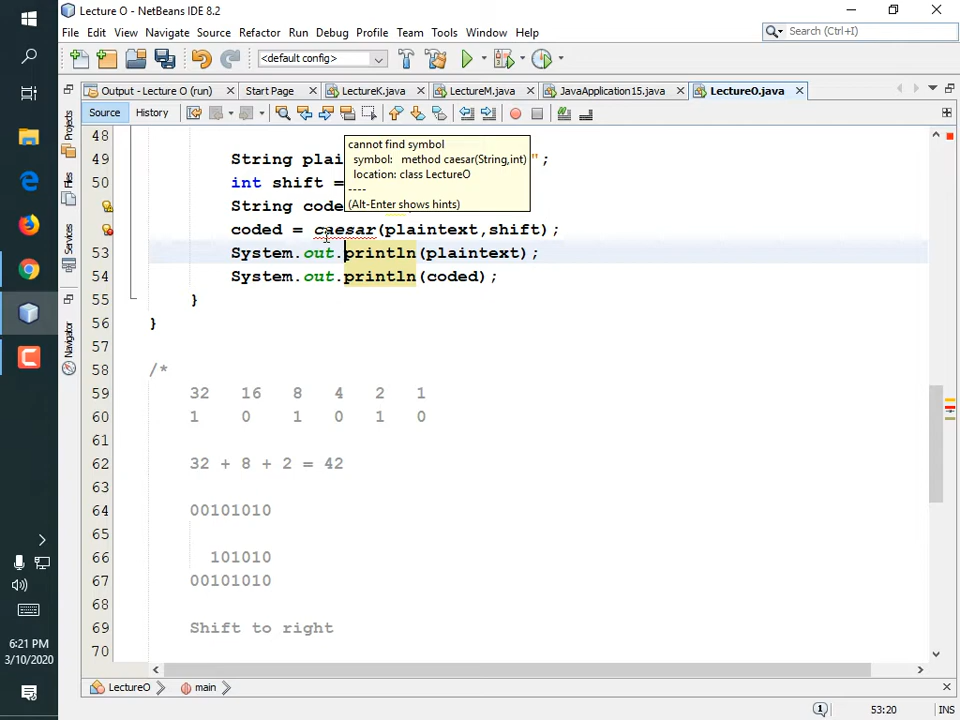 Lecture O - NetBeans IDE 8.2
File Edit View Navigate Source Refactor Run Debug Profile Team Tools Window Help
Search (Ctrl+I)
<default config>
Output - Lecture O (run)
Start Page
LectureK.java
LectureM.java
JavaApplication15.java
LectureO.java
Source History
Projects
Files
Services
Navigator
cannot find symbol
symbol: method caesar(String,int)
location: class LectureO
----
(Alt-Enter shows hints)
48
49 String plai ";
50 int shift =
String code
coded = caesar(plaintext,shift);
53 System.out.println(plaintext);
54 System.out.println(coded);
55 }
56 }
57
58 /*
59 32 16 8 4 2 1
60 1 0 1 0 1 0
61
62 32 + 8 + 2 = 42
63
64 00101010
65
66 101010
67 00101010
68
69 Shift to right
70
LectureO main
6:21 PM
3/10/2020
1 53:20 INS